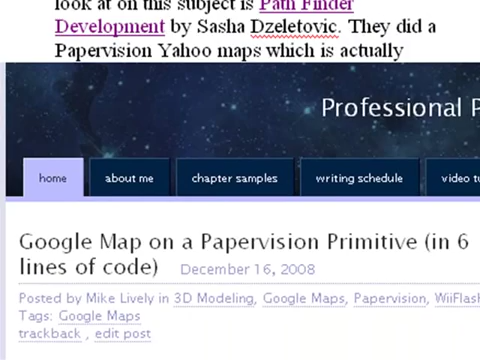 look at on this subject is Path Finder
Development by Sasha Dzeletovic. They did a
Papervision Yahoo maps which is actually
Professional P
home about me chapter samples writing schedule video tu
Google Map on a Papervision Primitive (in 6
lines of code) December 16, 2008
Posted by Mike Lively in 3D Modeling, Google Maps, Papervision, WiiFlash
Tags: Google Maps
trackback , edit post